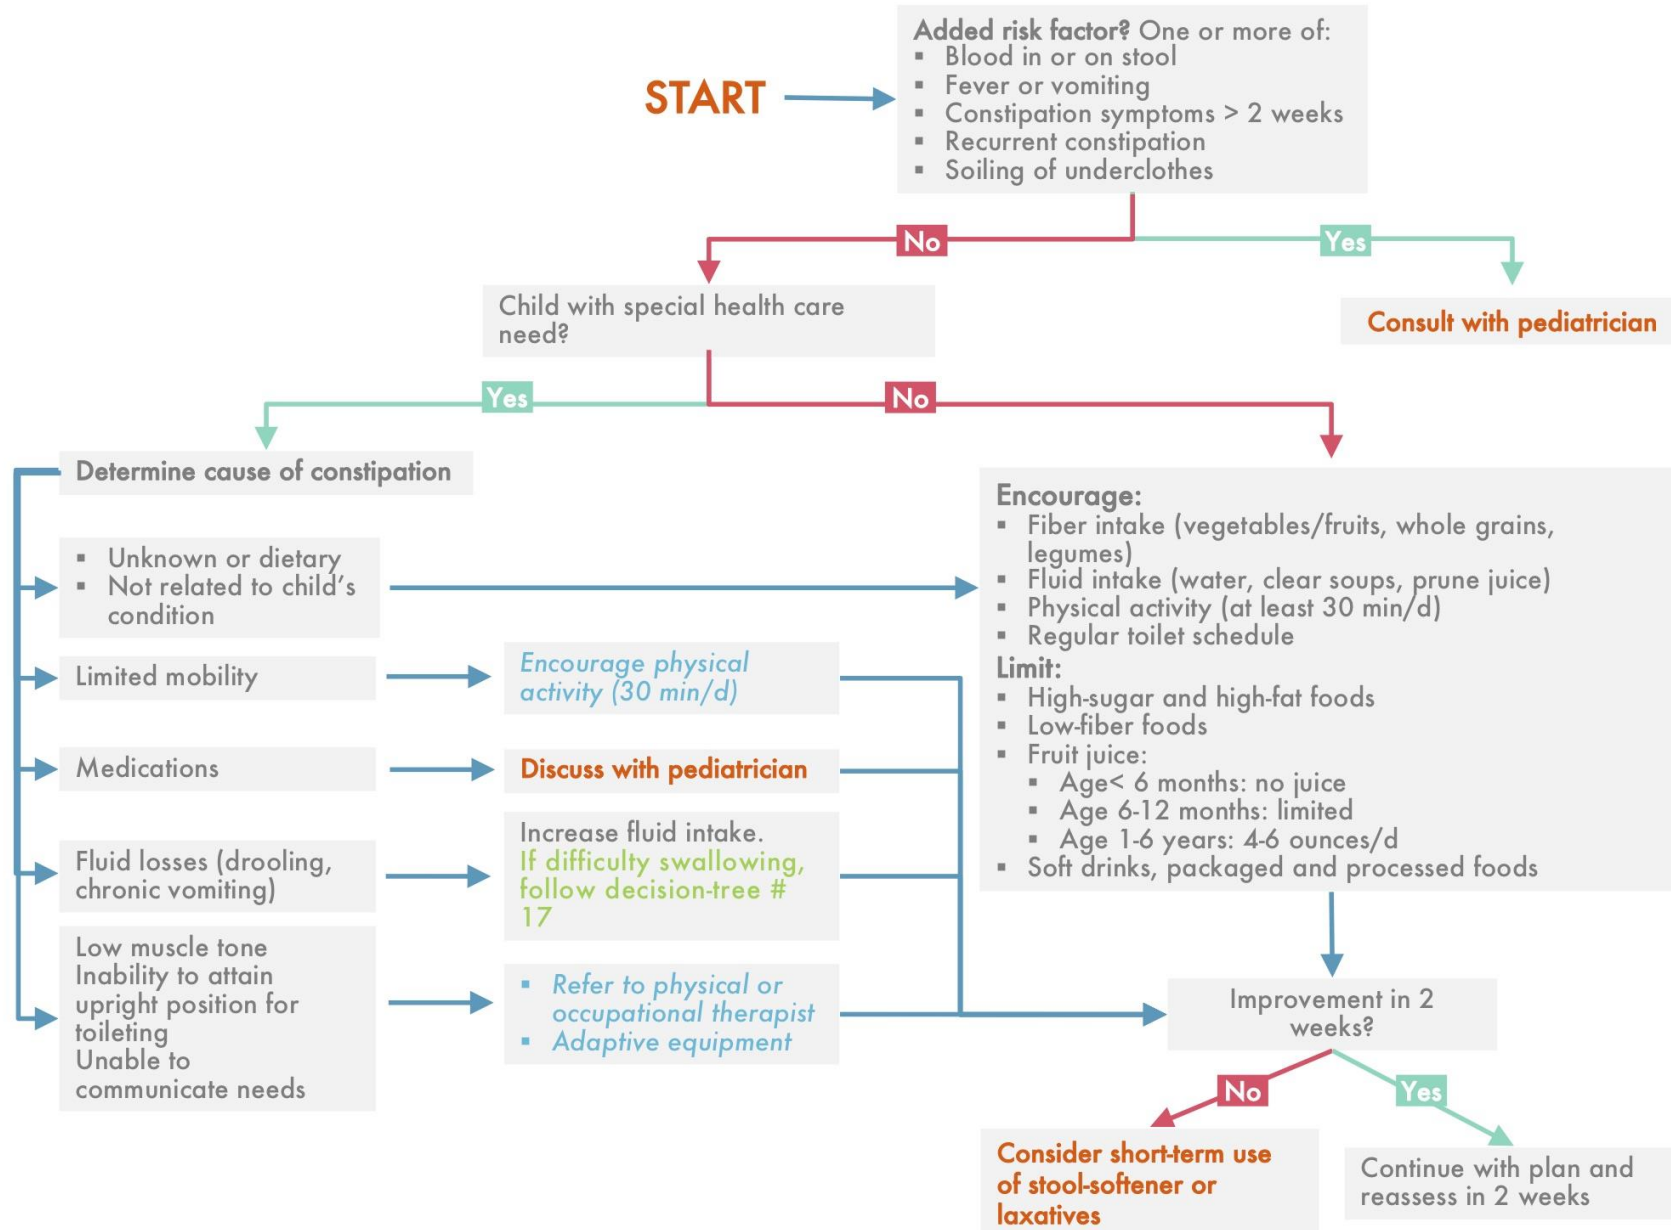 START
Added risk factor? One or more of:
▪ Blood in or on stool
▪ Fever or vomiting
▪ Constipation symptoms > 2 weeks
▪ Recurrent constipation
▪ Soiling of underclothes
No
Yes
Child with special health care
need?
Consult with pediatrician
Yes
No
Determine cause of constipation
▪ Unknown or dietary
▪ Not related to child's
condition
Limited mobility
Encourage physical
activity (30 min/d)
Medications
Discuss with pediatrician
Fluid losses (drooling,
chronic vomiting)
Increase fluid intake.
If difficulty swallowing,
follow decision-tree #
17
Low muscle tone
Inability to attain
upright position for
toileting
Unable to
communicate needs
▪ Refer to physical or
occupational therapist
▪ Adaptive equipment
Encourage:
▪ Fiber intake (vegetables/fruits, whole grains,
legumes)
▪ Fluid intake (water, clear soups, prune juice)
▪ Physical activity (at least 30 min/d)
▪ Regular toilet schedule
Limit:
▪ High-sugar and high-fat foods
▪ Low-fiber foods
▪ Fruit juice:
▪ Age< 6 months: no juice
▪ Age 6-12 months: limited
▪ Age 1-6 years: 4-6 ounces/d
▪ Soft drinks, packaged and processed foods
Improvement in 2
weeks?
No
Yes
Consider short-term use
of stool-softener or
laxatives
Continue with plan and
reassess in 2 weeks